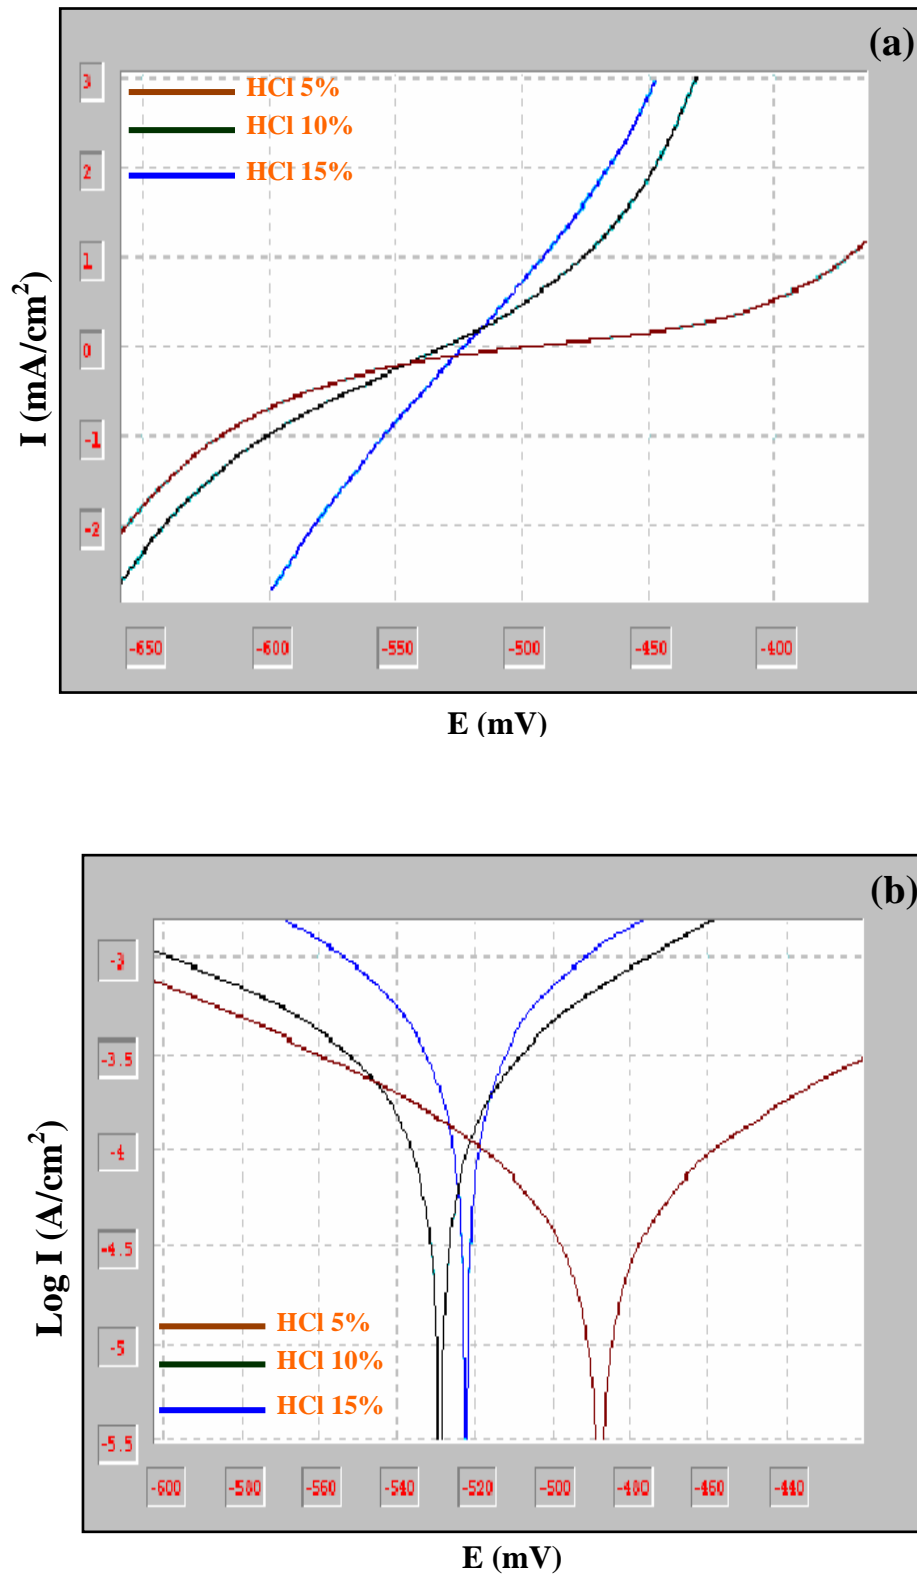 (a)
3
HCl 5%
HCl 10%
2
HCl 15%
1
I (mA/cm²)
0
-1
-2
-650 -600 -550 -500 -450 -400
E (mV)
(b)
-3
-3.5
-4
Log I (A/cm²)
-4.5
HCl 5%
-5
HCl 10%
HCl 15%
-5.5
-600 -580 -560 -540 -520 -500 -480 -460 -440
E (mV)